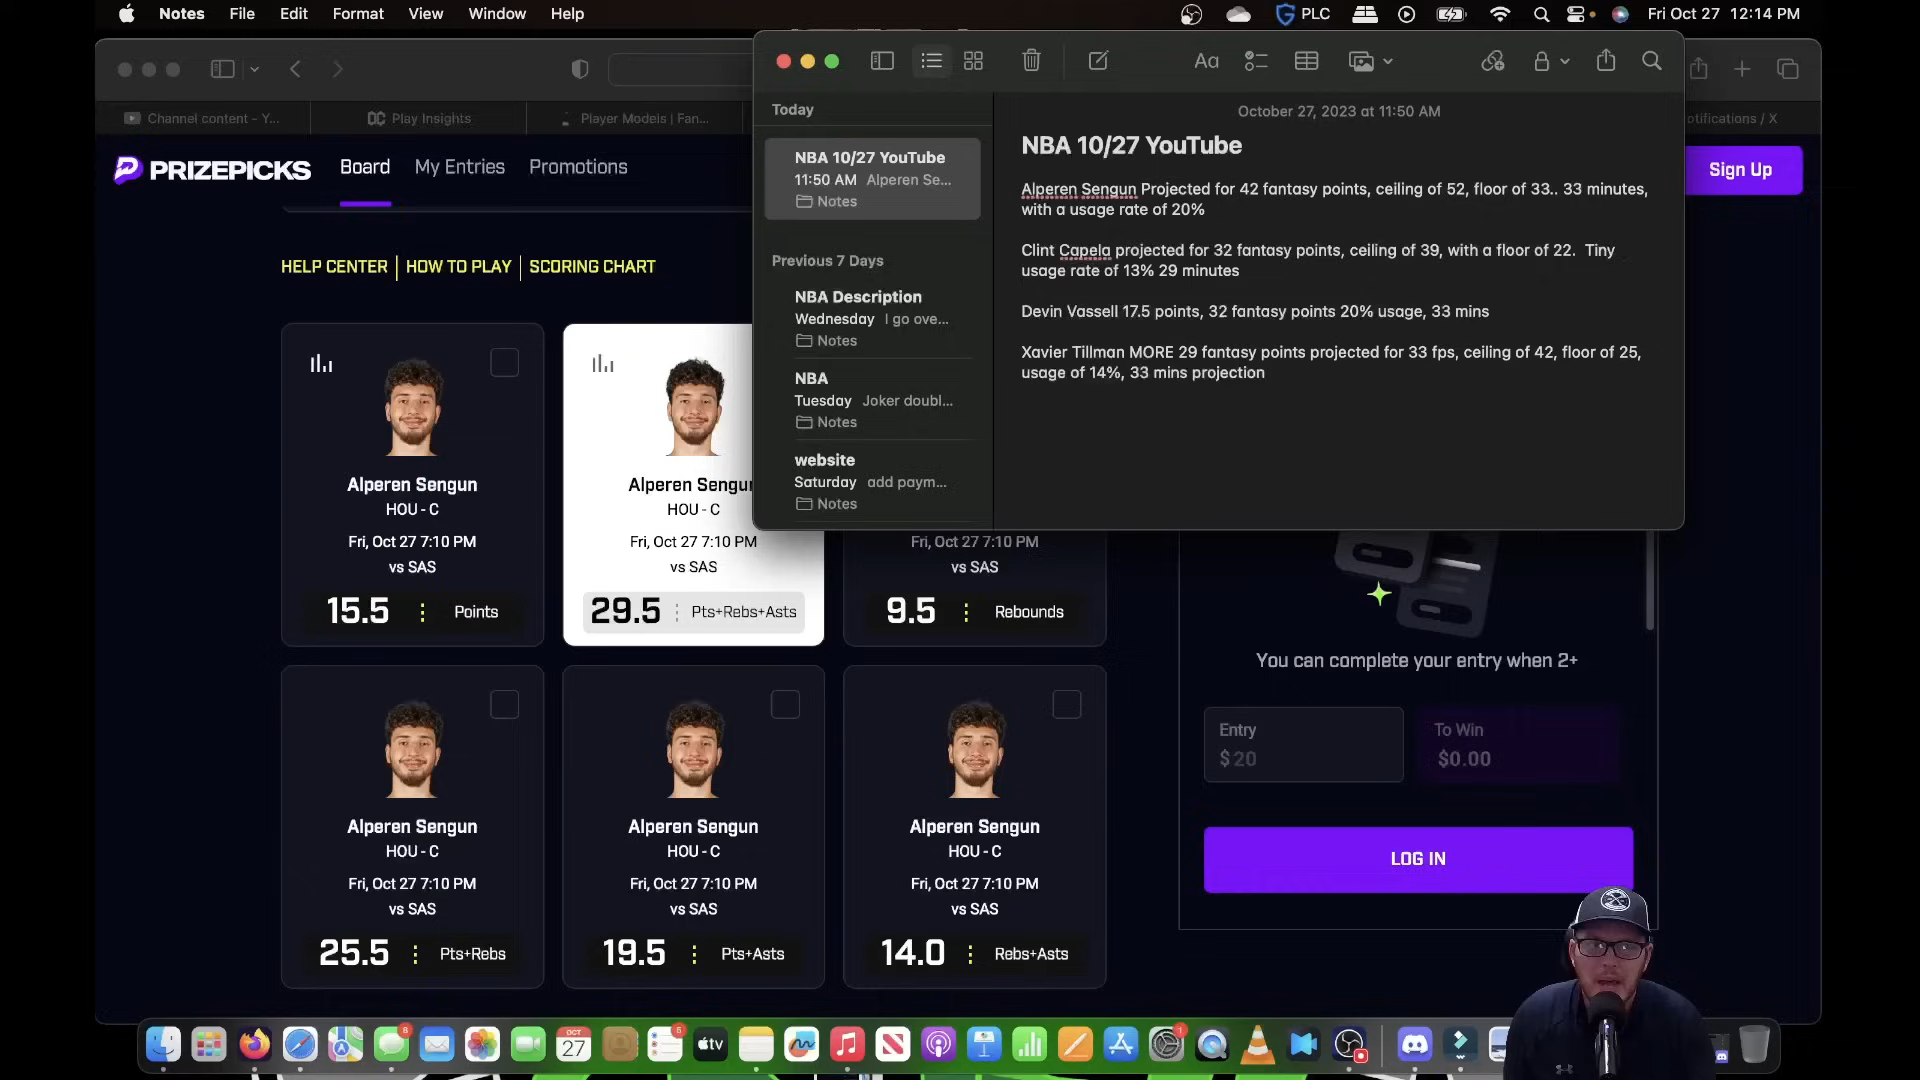 Notes File Edit Format View Window Help
PLC Fri Oct 27 12:14 PM
Channel content - Y...
Play Insights
Player Models | Fan...
otifications / X
PRIZEPICKS Board My Entries Promotions
Sign Up
HELP CENTER HOW TO PLAY SCORING CHART
Today
NBA 10/27 YouTube
11:50 AM Alperen Se...
Notes
Previous 7 Days
NBA Description
Wednesday I go ove...
Notes
NBA
Tuesday Joker doubl...
Notes
website
Saturday add paym...
Notes
Aa
October 27, 2023 at 11:50 AM
NBA 10/27 YouTube
Alperen Sengun Projected for 42 fantasy points, ceiling of 52, floor of 33.. 33 minutes,
with a usage rate of 20%
Clint Capela projected for 32 fantasy points, ceiling of 39, with a floor of 22. Tiny
usage rate of 13% 29 minutes
Devin Vassell 17.5 points, 32 fantasy points 20% usage, 33 mins
Xavier Tillman MORE 29 fantasy points projected for 33 fps, ceiling of 42, floor of 25,
usage of 14%, 33 mins projection
Alperen Sengun
HOU - C
Fri, Oct 27 7:10 PM
vs SAS
15.5 Points
Alperen Sengun
HOU - C
Fri, Oct 27 7:10 PM
vs SAS
29.5 Pts+Rebs+Asts
Fri, Oct 27 7:10 PM
vs SAS
9.5 Rebounds
Alperen Sengun
HOU - C
Fri, Oct 27 7:10 PM
vs SAS
25.5 Pts+Rebs
Alperen Sengun
HOU - C
Fri, Oct 27 7:10 PM
vs SAS
19.5 Pts+Asts
Alperen Sengun
HOU - C
Fri, Oct 27 7:10 PM
vs SAS
14.0 Rebs+Asts
You can complete your entry when 2+
Entry
$ 20
To Win
$0.00
LOG IN
8
OCT
27
6
tv
1